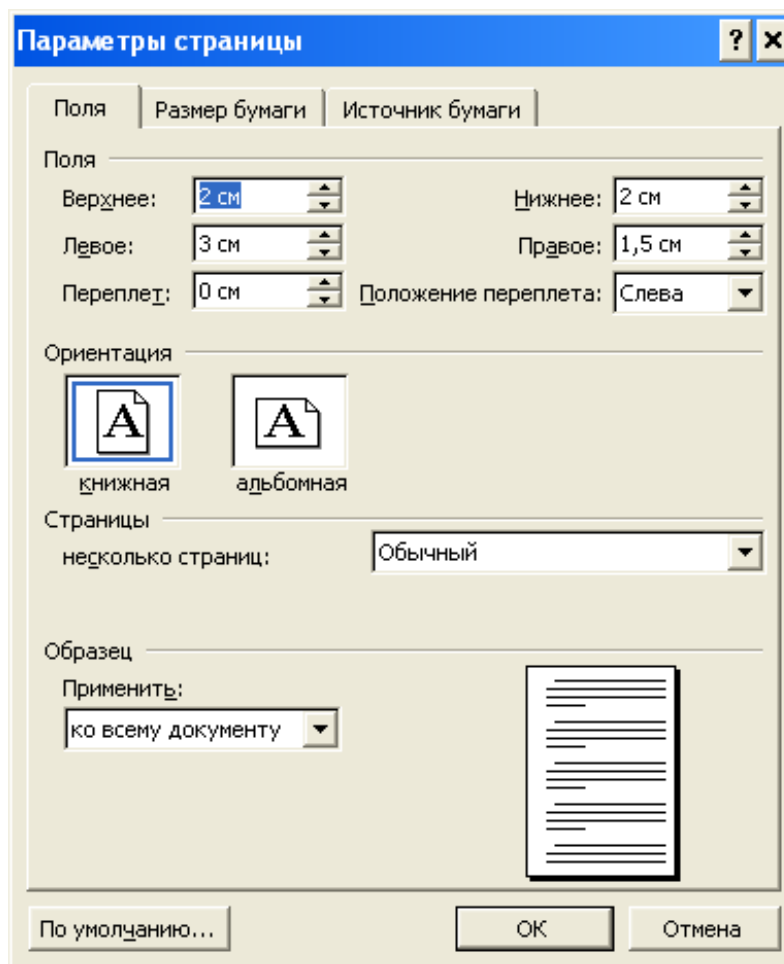 Параметры страницы
Поля Размер бумаги Источник бумаги
Поля
Верхнее: 2 см Нижнее: 2 см
Левое: 3 см Правое: 1,5 см
Переплет: 0 см Положение переплета: Слева
Ориентация
A A
книжная альбомная
Страницы
несколько страниц: Обычный
Образец
Применить:
ко всему документу
По умолчанию... ОК Отмена